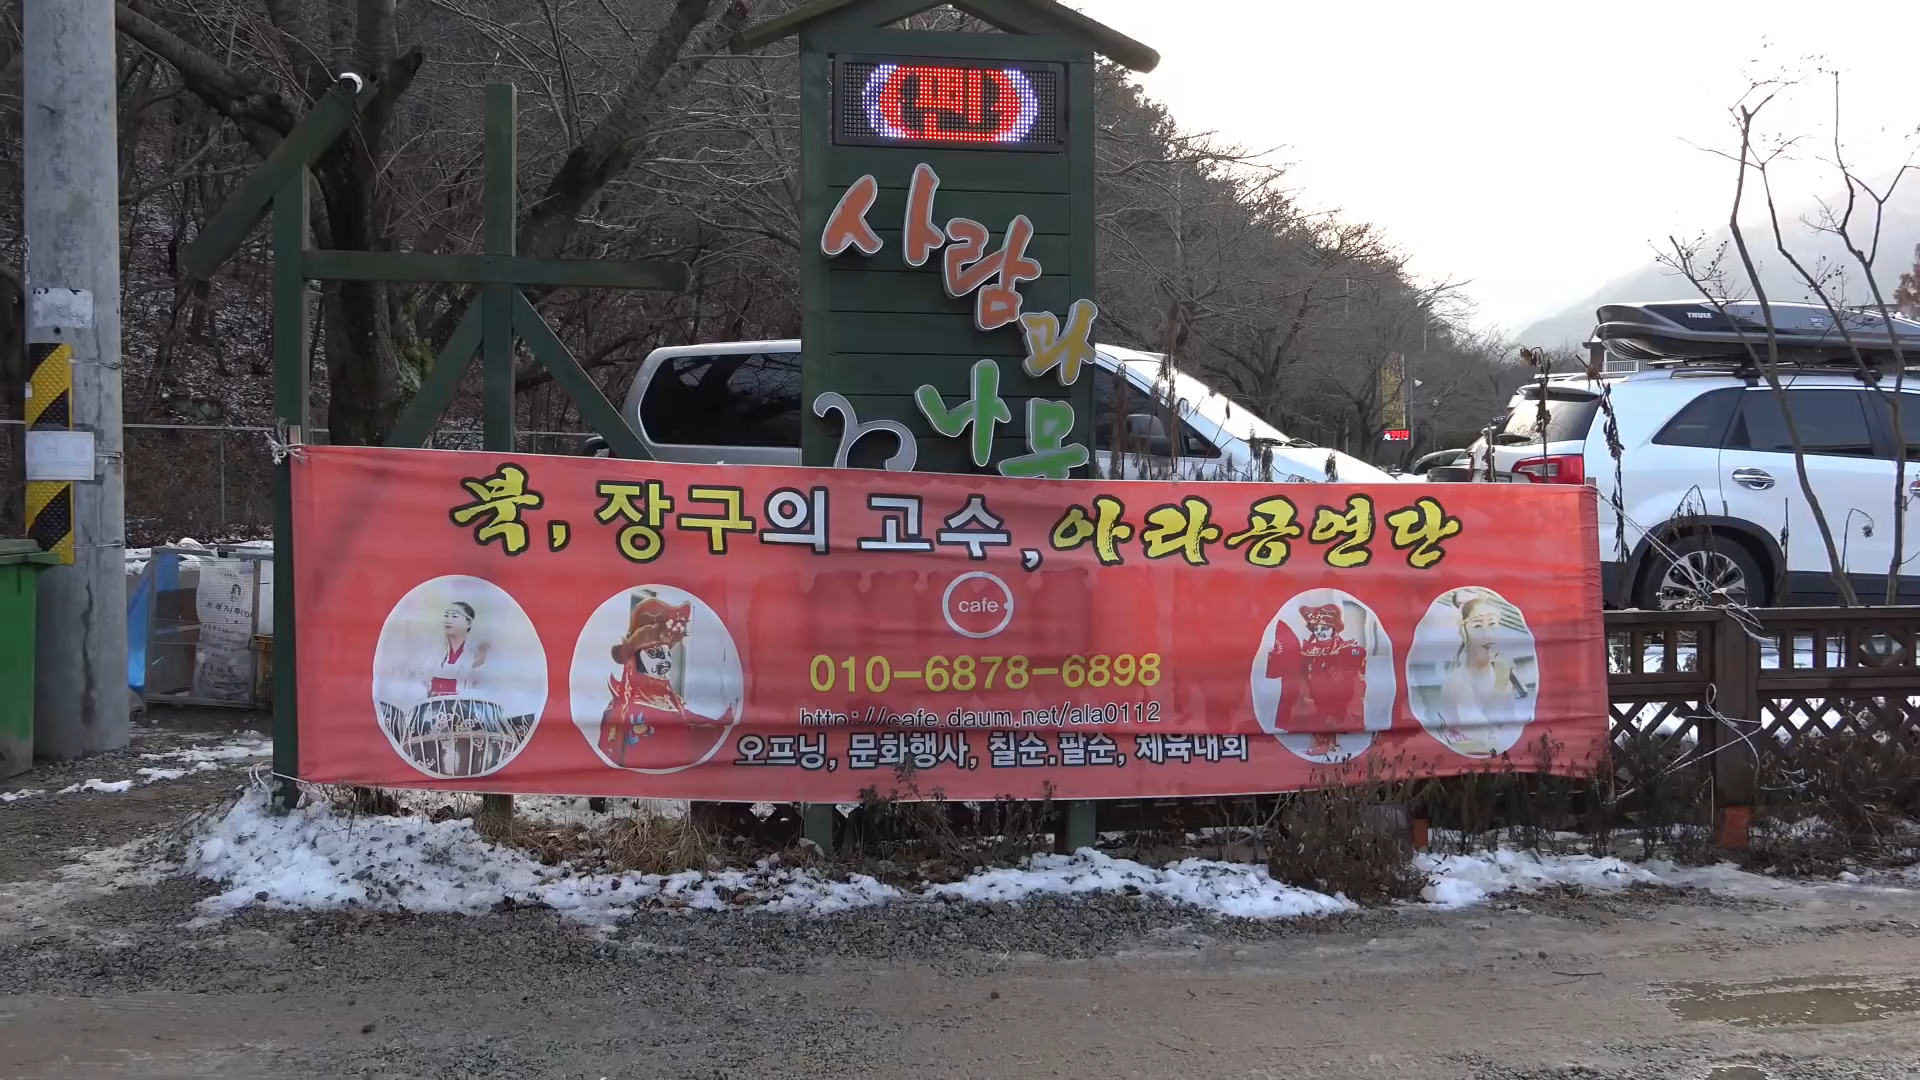 사람과
나무
북, 장구의 고수, 아라공연단
cafe
010-6878-6898
http://cafe.daum.net/ala0112
오프닝, 문화행사, 칠순.팔순, 체육대회
THULE